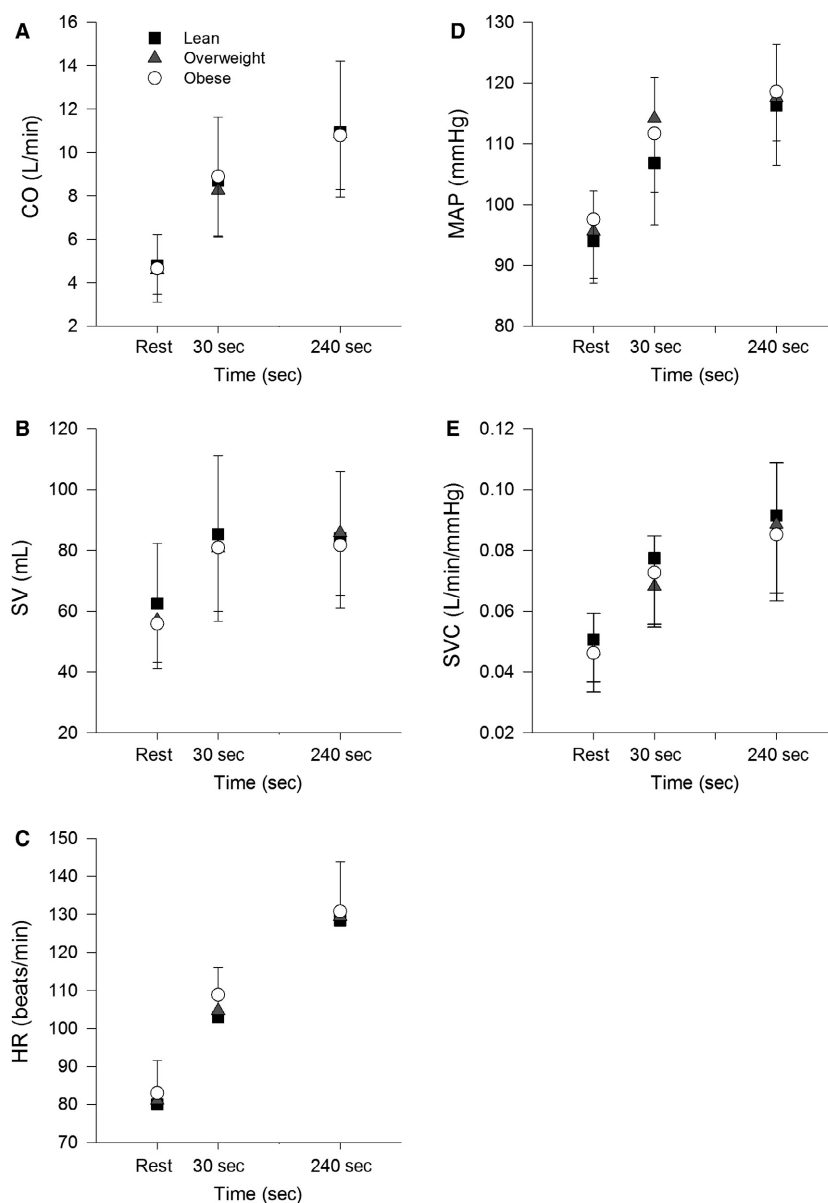 A
16
14
12
10
8
6
4
2
CO (L/min)
Lean
Overweight
Obese
Rest 30 sec 240 sec
Time (sec)
D
130
120
110
100
90
80
MAP (mmHg)
Rest 30 sec 240 sec
Time (sec)
B
120
100
80
60
40
20
SV (mL)
Rest 30 sec 240 sec
Time (sec)
E
0.12
0.10
0.08
0.06
0.04
0.02
SVC (L/min/mmHg)
Rest 30 sec 240 sec
Time (sec)
C
150
140
130
120
110
100
90
80
70
HR (beats/min)
Rest 30 sec 240 sec
Time (sec)